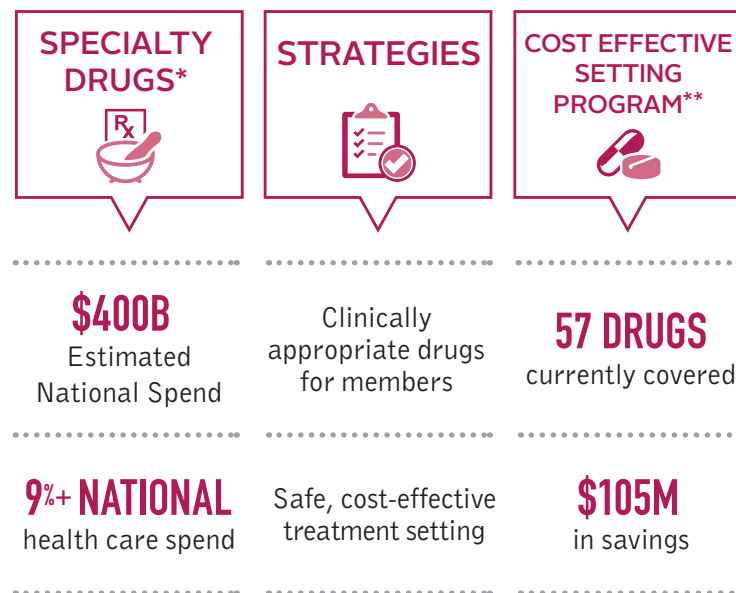 SPECIALTY
DRUGS*
Rx
$400B
Estimated
National Spend
9%+ NATIONAL
health care spend
STRATEGIES
Clinically
appropriate drugs
for members
Safe, cost-effective
treatment setting
COST EFFECTIVE
SETTING
PROGRAM**
57 DRUGS
currently covered
$105M
in savings